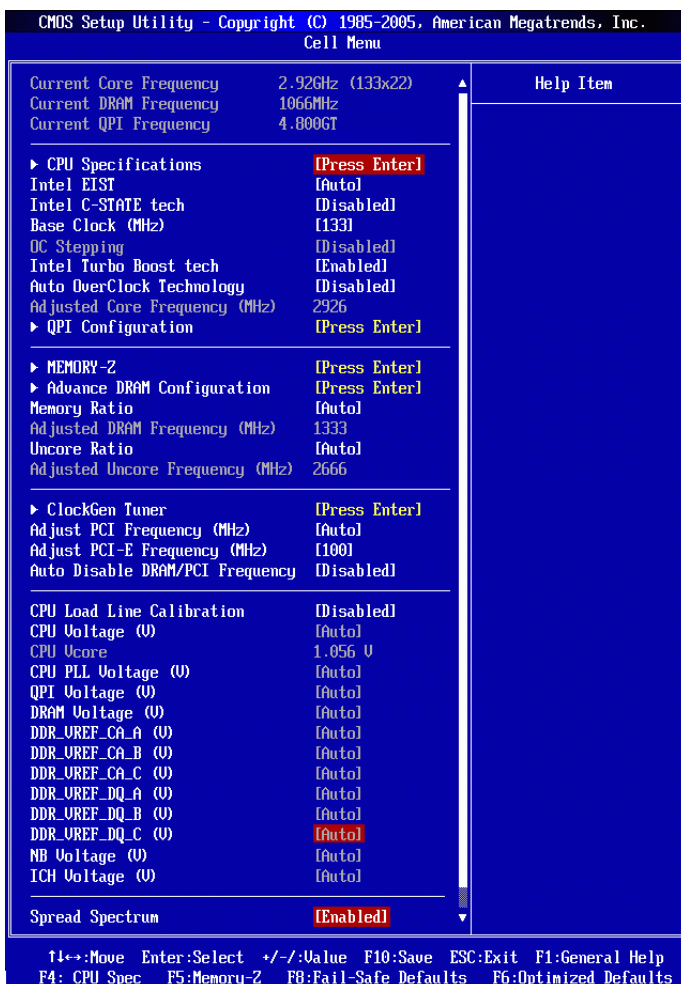 CMOS Setup Utility - Copyright (C) 1985-2005, American Megatrends, Inc.
Cell Menu
Current Core Frequency 2.92GHz (133x22)
Current DRAM Frequency 1066MHz
Current QPI Frequency 4.800GT
Help Item
▶ CPU Specifications [Press Enter]
Intel EIST [Auto]
Intel C-STATE tech [Disabled]
Base Clock (MHz) [133]
OC Stepping [Disabled]
Intel Turbo Boost tech [Enabled]
Auto OverClock Technology [Disabled]
Adjusted Core Frequency (MHz) 2926
▶ QPI Configuration [Press Enter]
▶ MEMORY-Z [Press Enter]
▶ Advance DRAM Configuration [Press Enter]
Memory Ratio [Auto]
Adjusted DRAM Frequency (MHz) 1333
Uncore Ratio [Auto]
Adjusted Uncore Frequency (MHz) 2666
▶ ClockGen Tuner [Press Enter]
Adjust PCI Frequency (MHz) [Auto]
Adjust PCI-E Frequency (MHz) [100]
Auto Disable DRAM/PCI Frequency [Disabled]
CPU Load Line Calibration [Disabled]
CPU Voltage (V) [Auto]
CPU Vcore 1.056 V
CPU PLL Voltage (V) [Auto]
QPI Voltage (V) [Auto]
DRAM Voltage (V) [Auto]
DDR_VREF_CA_A (V) [Auto]
DDR_VREF_CA_B (V) [Auto]
DDR_VREF_CA_C (V) [Auto]
DDR_VREF_DQ_A (V) [Auto]
DDR_VREF_DQ_B (V) [Auto]
DDR_VREF_DQ_C (V) [Auto]
NB Voltage (V) [Auto]
ICH Voltage (V) [Auto]
Spread Spectrum [Enabled]
↑↓←→:Move Enter:Select +/-/:Value F10:Save ESC:Exit F1:General Help
F4: CPU Spec F5:Memory-Z F8:Fail-Safe Defaults F6:Optimized Defaults